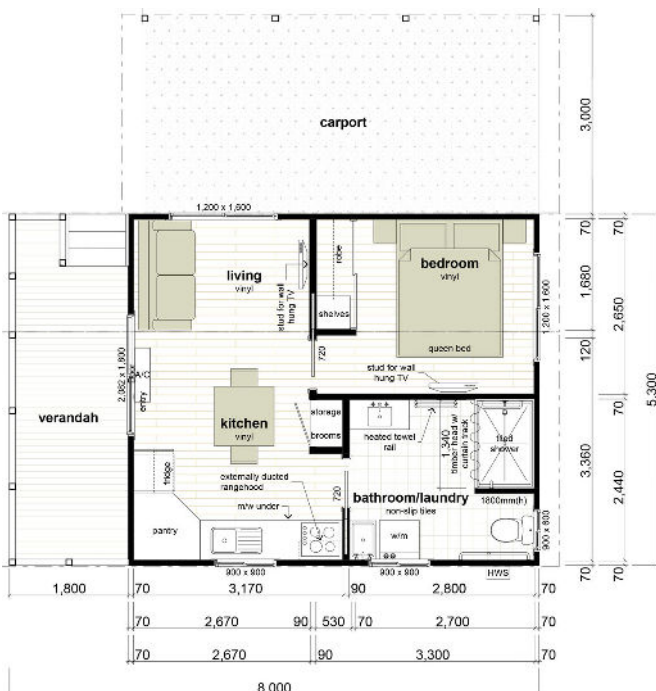 carport
3,000
1,200 x 1,600
living
vinyl
stud for wall
hung TV
robe
shelves
bedroom
vinyl
queen bed
1,200 x 1,600
70
1,680
120
3,360
70
70
2,650
70
2,440
70
5,300
2,082 x 1,800
A/C
entry
720
stud for wall
hung TV
verandah
kitchen
vinyl
storage
brooms
heated towel
rail
1,340
timber head w/
curtain track
tiled
shower
fridge
externally ducted
rangehood
m/w under
720
bathroom/laundry
non-slip tiles
1800mm(h)
pantry
w/m
900 x 600
HWS
900 x 900
900 x 900
1,800
70
3,170
90
2,800
70
70
2,670
90
530
70
2,700
70
70
2,670
90
3,300
70
8,000